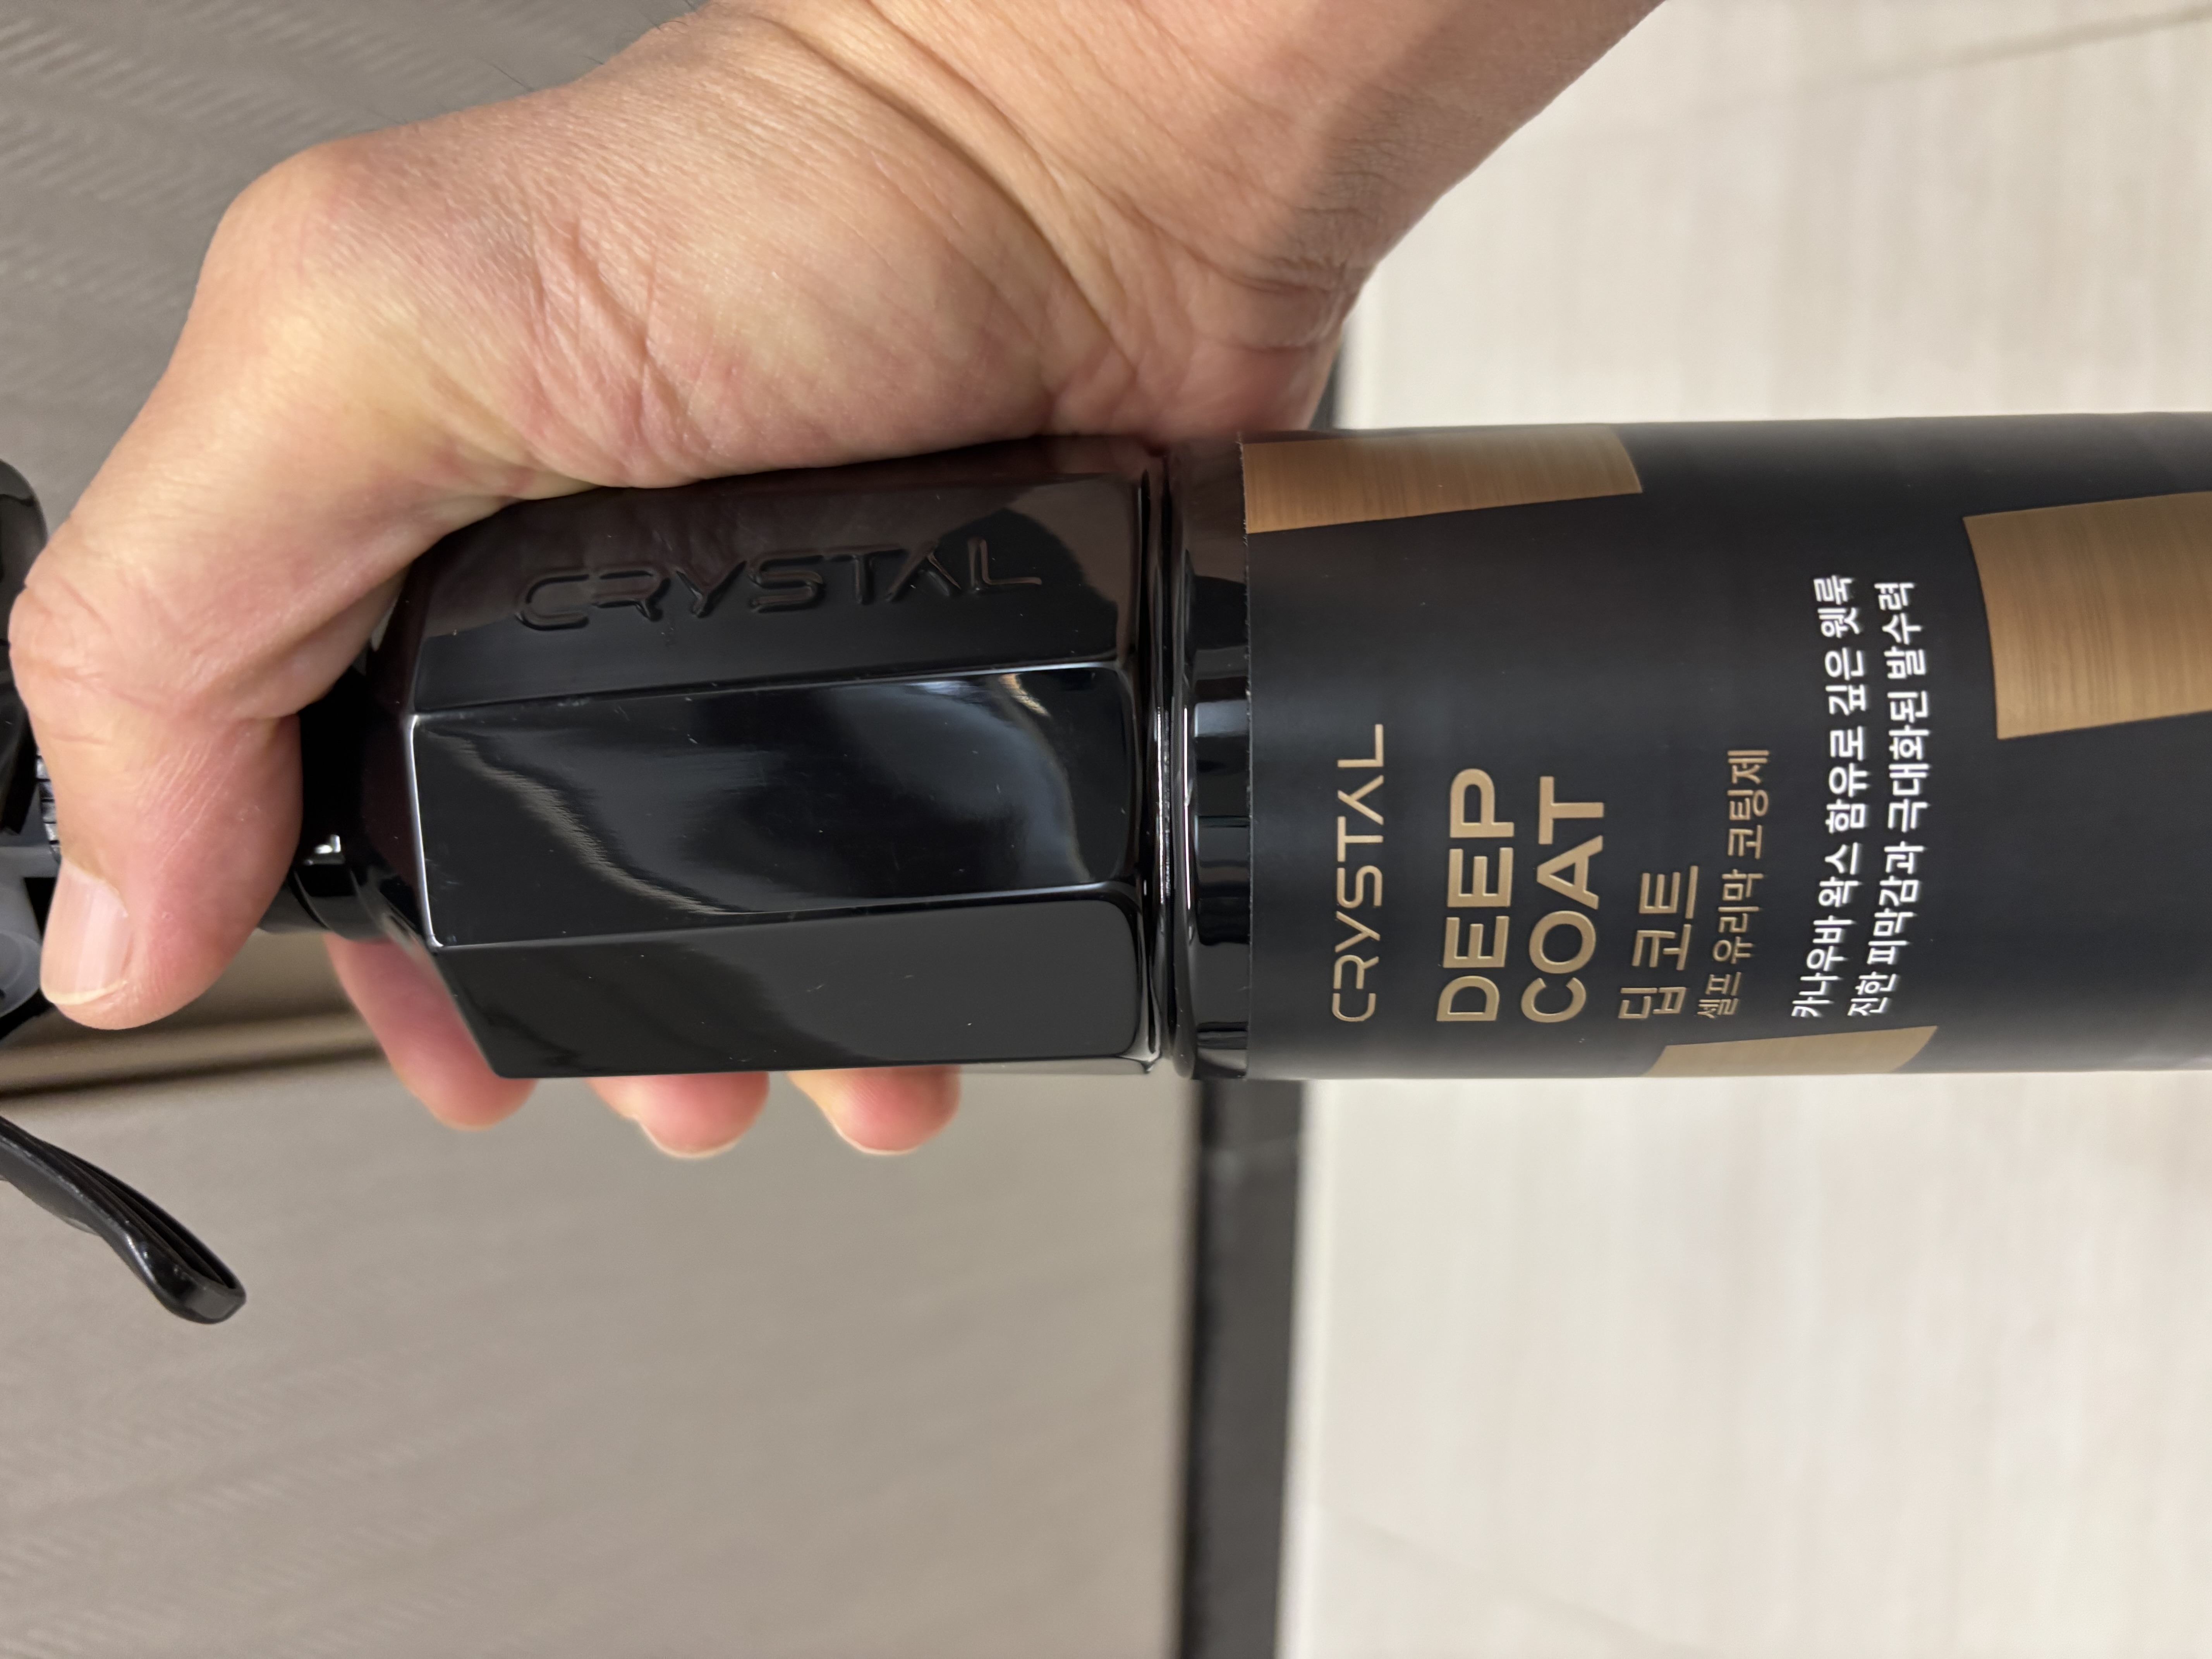 CRYSTAL
CRYSTAL
DEEP
COAT
딥 코트
셀프 유리막 코팅제
카나우바 왁스 함유로 깊은 웻룩
진한 피막감과 극대화된 발수력